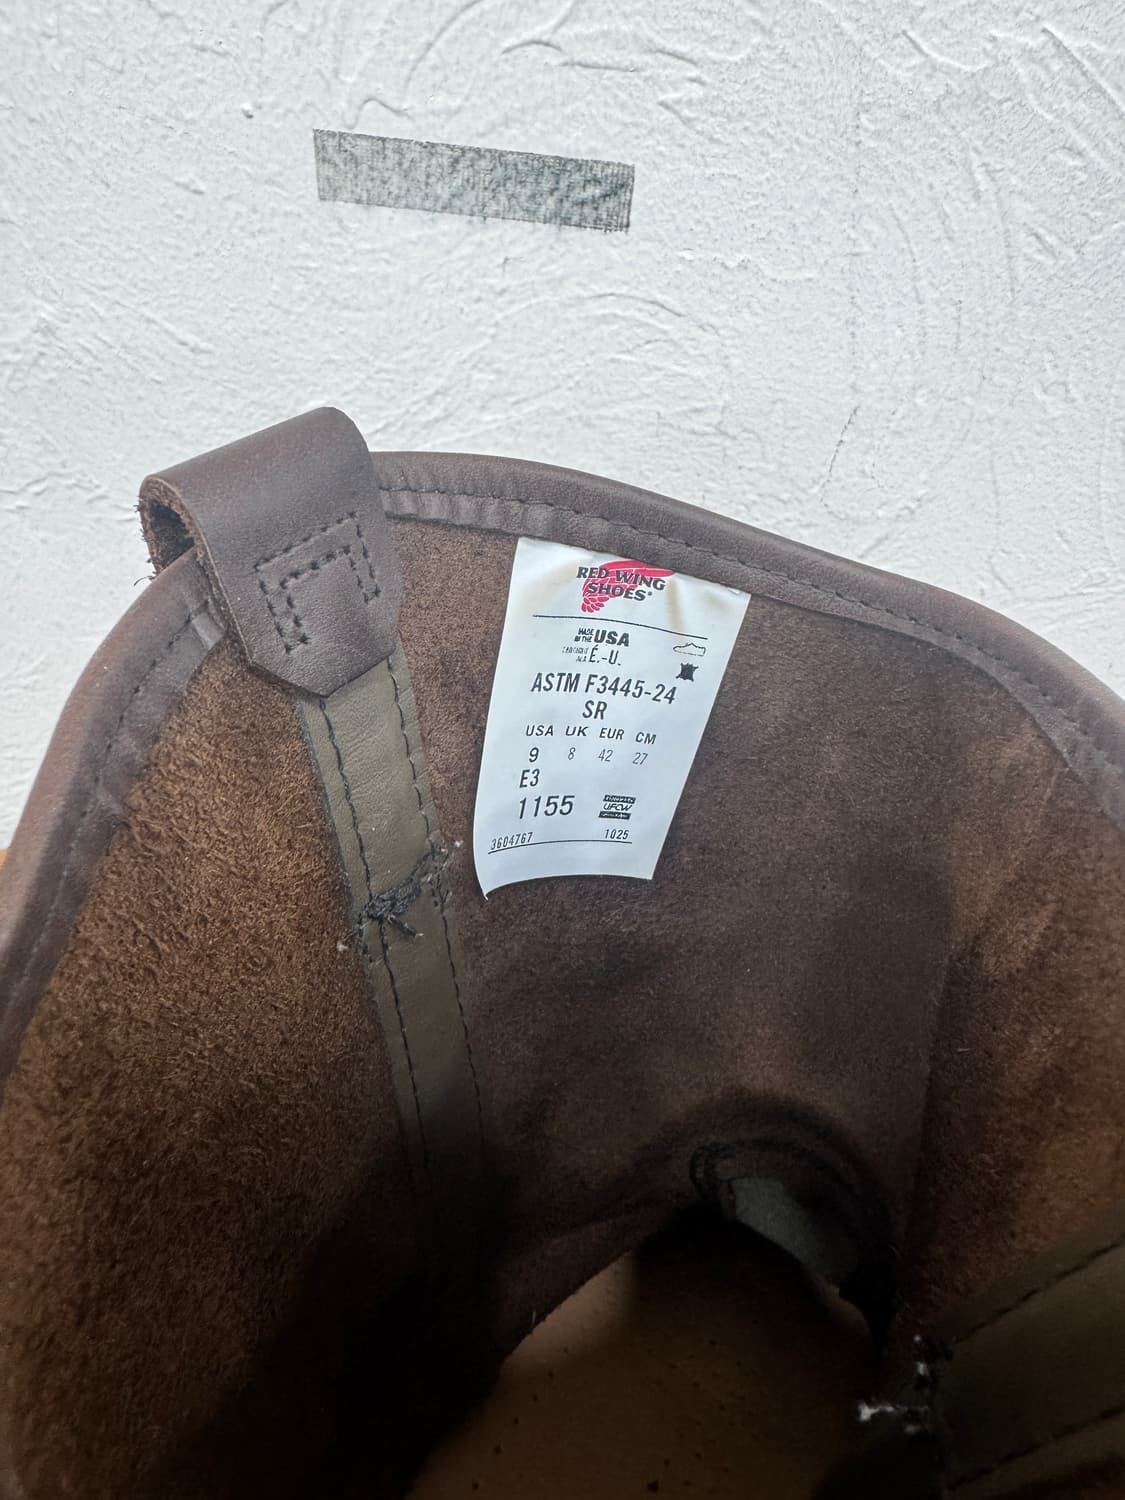 RED WING
SHOES®
MADE IN THE USA
É.-U.
ASTM F3445-24
SR
USA UK EUR CM
9 8 42 27
E3
1155
UFCW
3604767 1025